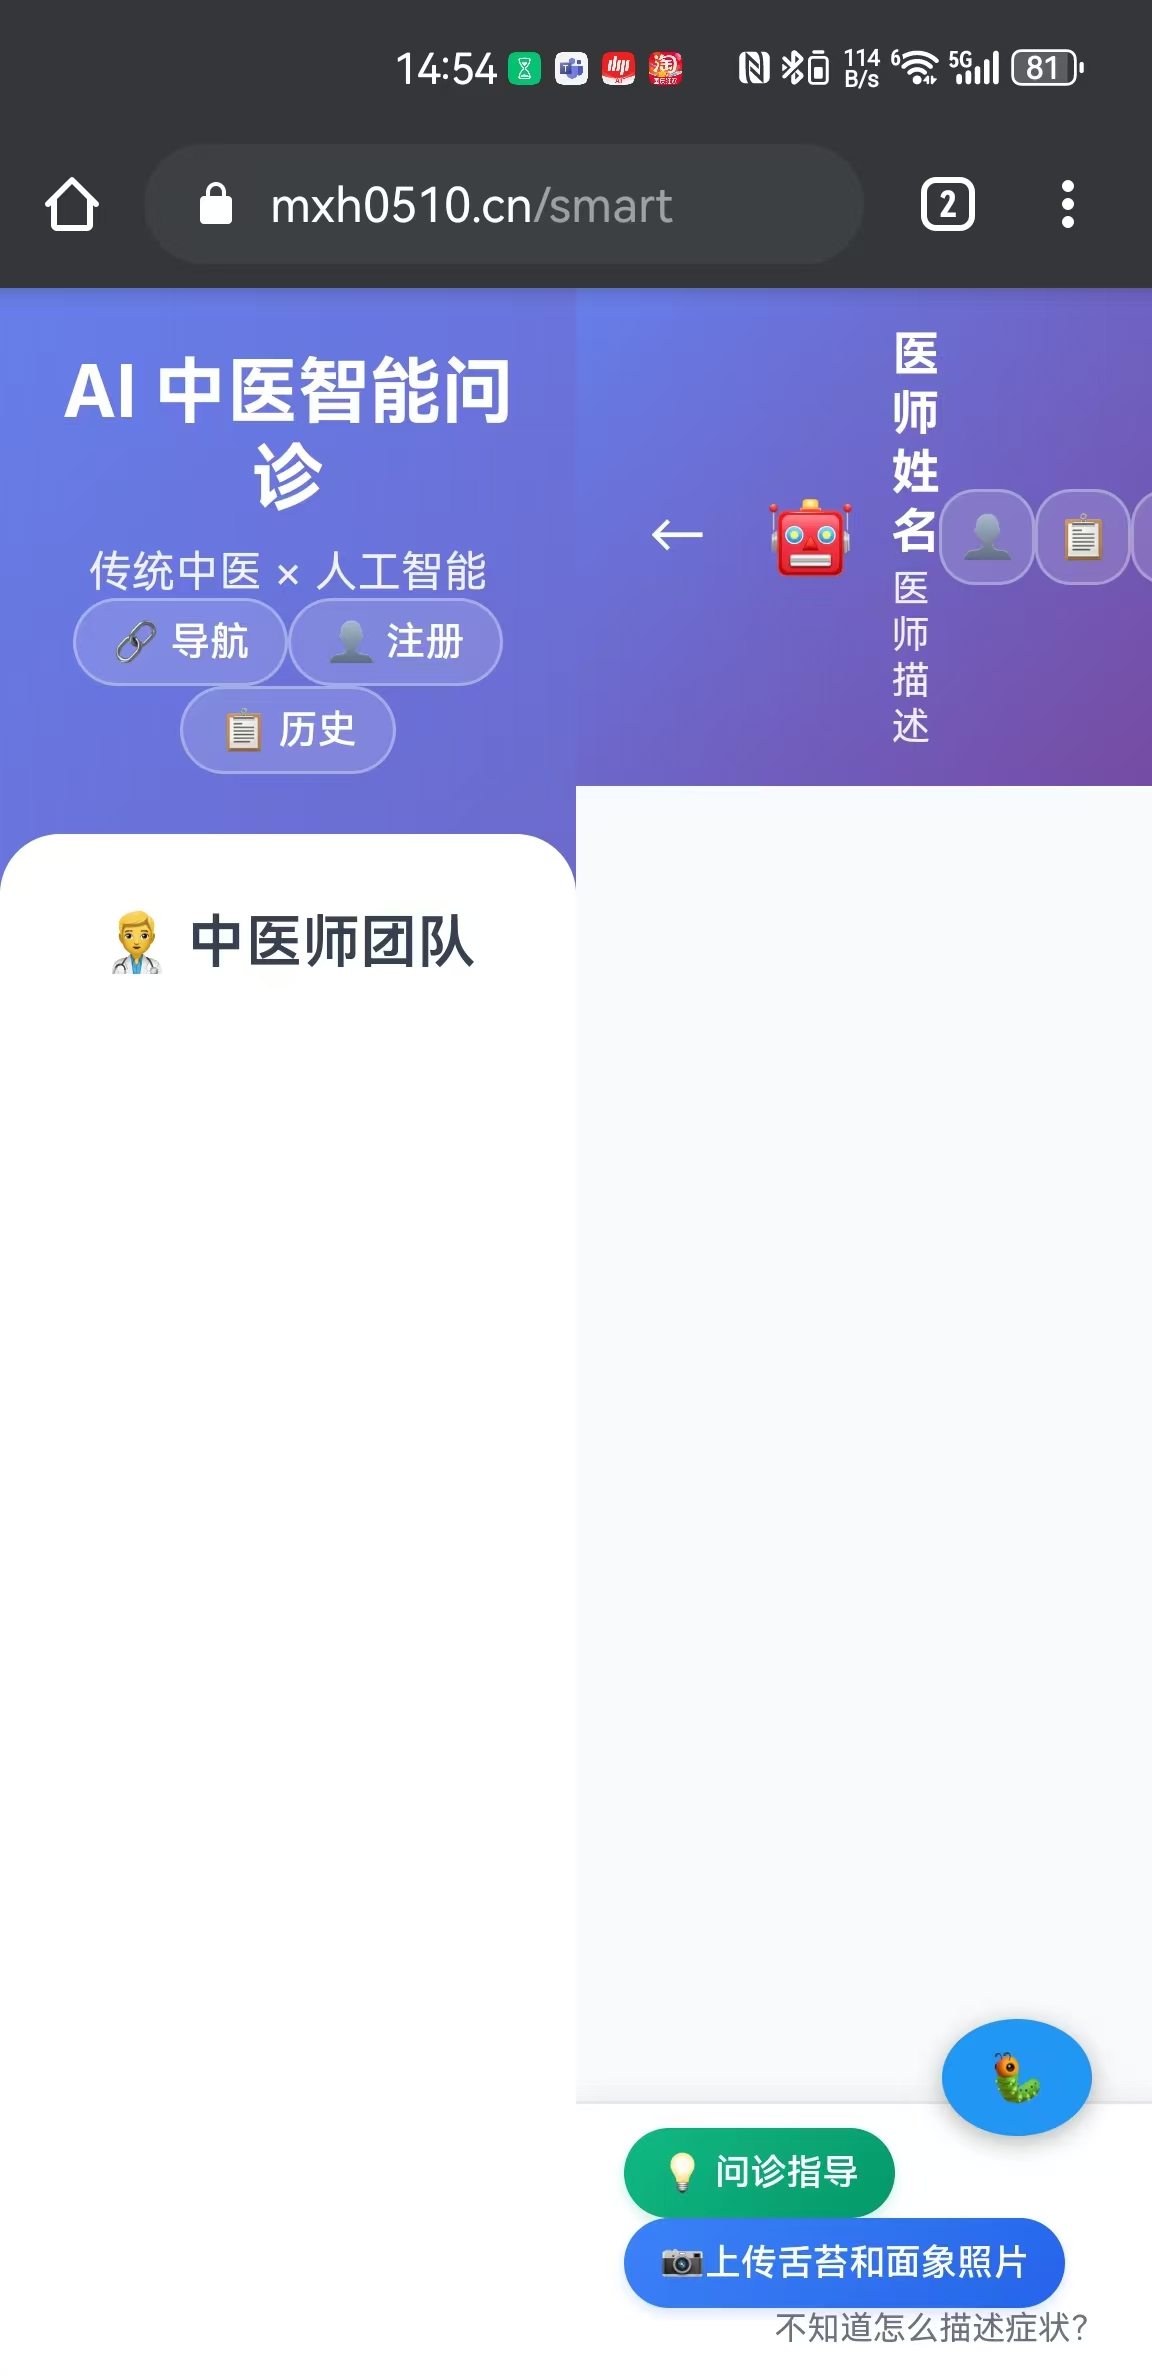 14:54
114 B/s
6
5G
81
mxh0510.cn/smart
2
AI 中医智能问
诊
传统中医 × 人工智能
导航
注册
历史
中医师团队
医
师
姓
名
医
师
描
述
问诊指导
上传舌苔和面象照片
不知道怎么描述症状?